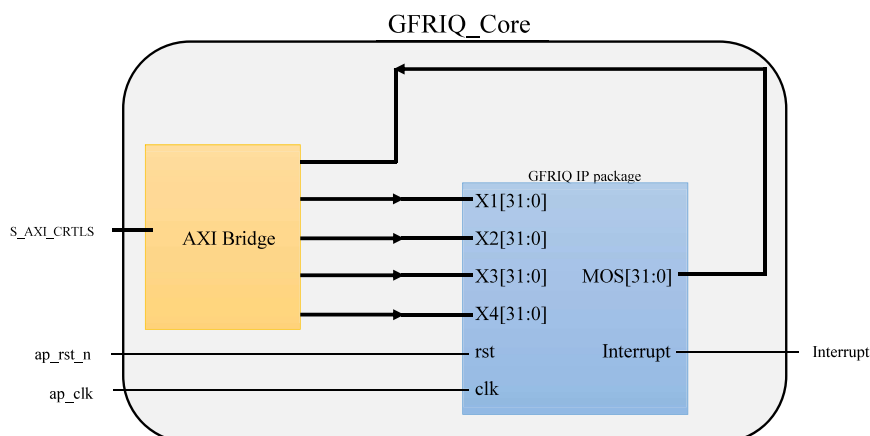 GFRIQ_Core
GFRIQ IP package
X1[31:0]
S_AXI_CRTLS
AXI Bridge
X2[31:0]
X3[31:0]
MOS[31:0]
X4[31:0]
ap_rst_n
rst
Interrupt
Interrupt
ap_clk
clk